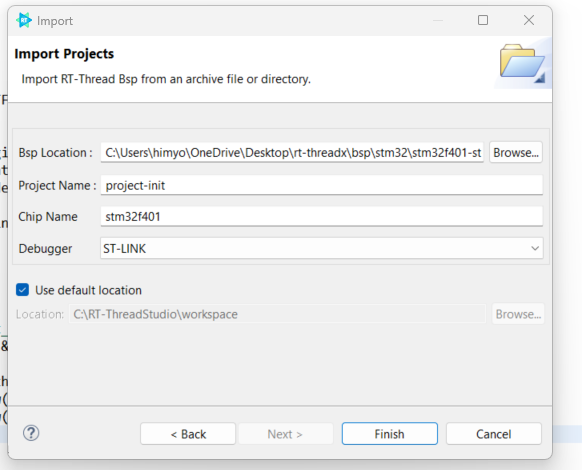 RT Import
Import Projects
Import RT-Thread Bsp from an archive file or directory.
Bsp Location : C:\Users\himyo\OneDrive\Desktop\rt-threadx\bsp\stm32\stm32f401-st Browse...
Project Name : project-init
Chip Name stm32f401
Debugger ST-LINK
Use default location
Location: C:\RT-ThreadStudio\workspace Browse...
? < Back Next > Finish Cancel